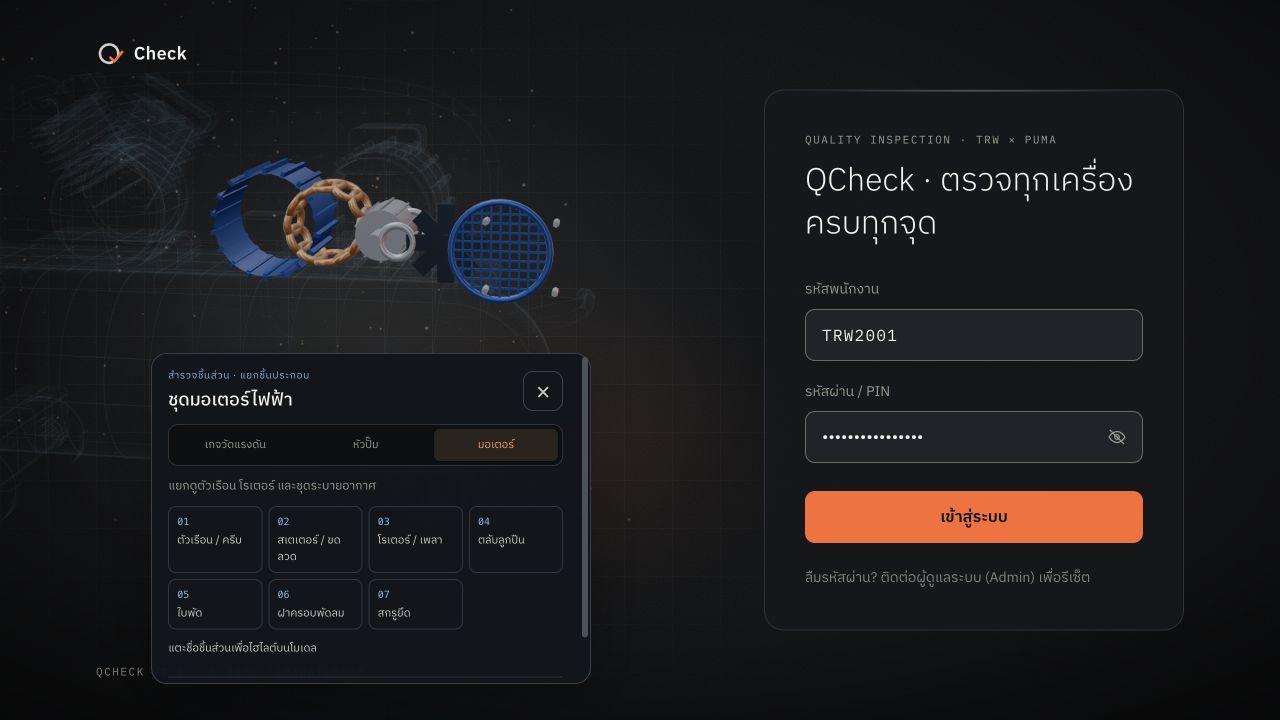 Check
QUALITY INSPECTION · TRW × PUMA
QCheck · ตรวจทุกเครื่อง
ครบทุกจุด
รหัสพนักงาน
TRW2001
รหัสผ่าน / PIN
••••••••••••••••
เข้าสู่ระบบ
ลืมรหัสผ่าน? ติดต่อผู้ดูแลระบบ (Admin) เพื่อรีเซ็ต
สำรวจชิ้นส่วน · แยกชิ้นประกอบ
ชุดมอเตอร์ไฟฟ้า
เกจวัดแรงดัน
หัวปั๊ม
มอเตอร์
แยกดูตัวเรือน โรเตอร์ และชุดระบายอากาศ
01
ตัวเรือน / ครีบ
02
สเตเตอร์ / ขด
ลวด
03
โรเตอร์ / เพลา
04
ตลับลูกปืน
05
ใบพัด
06
ฝาครอบพัดลม
07
สกรูยึด
แตะชื่อชิ้นส่วนเพื่อไฮไลต์บนโมเดล
QCHECK